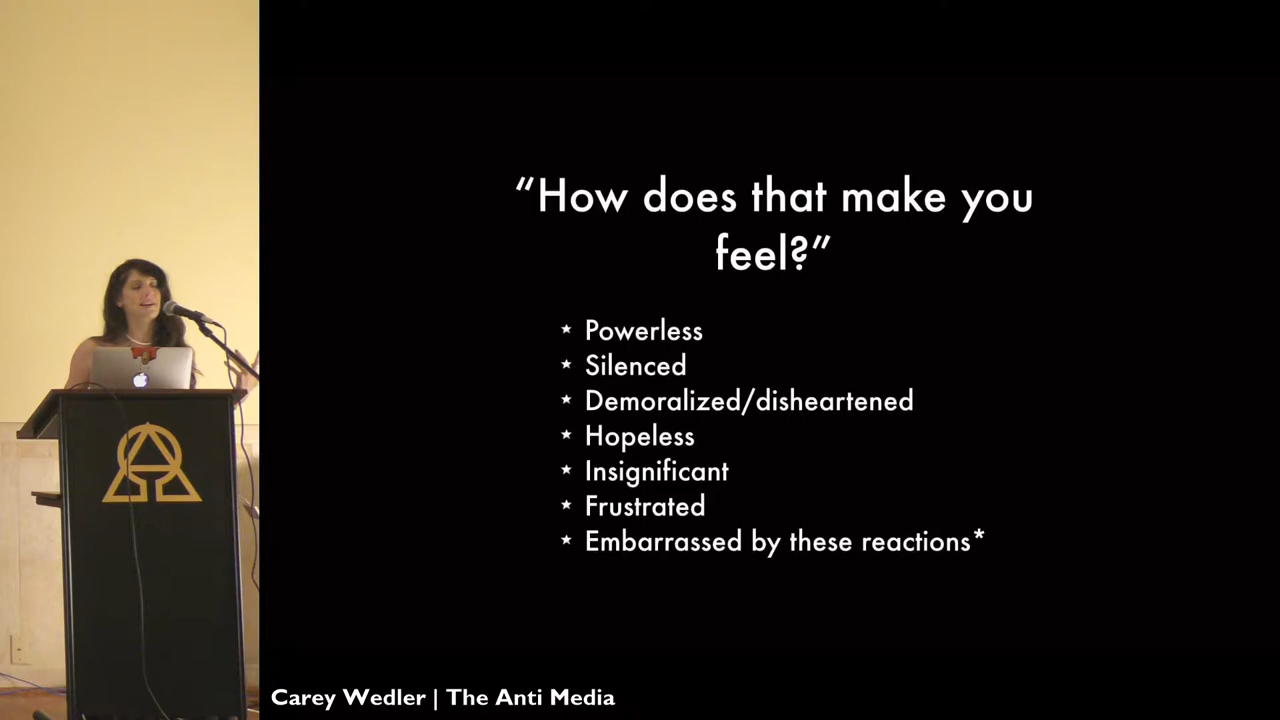 “How does that make you
feel?”
* Powerless
* Silenced
* Demoralized/disheartened
* Hopeless
* Insignificant
* Frustrated
* Embarrassed by these reactions*
Carey Wedler | The Anti Media